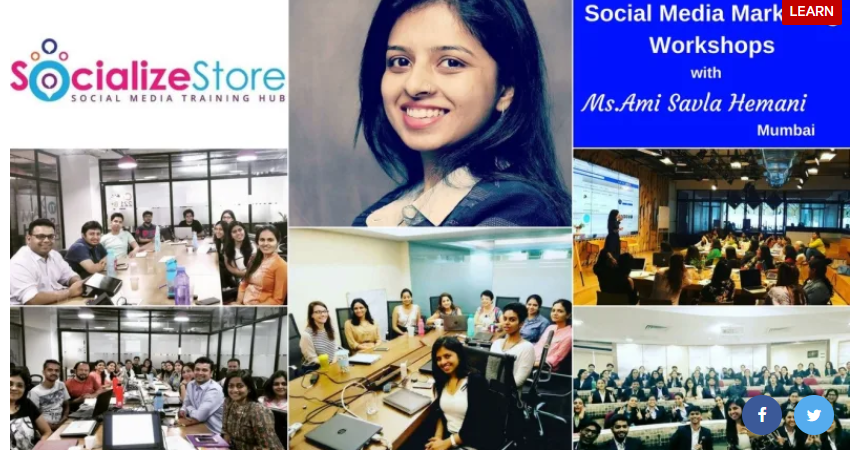 SocializeStore
SOCIAL MEDIA TRAINING HUB
LEARN
Social Media Mark
Workshops
with
Ms.Ami Savla Hemani
Mumbai
f